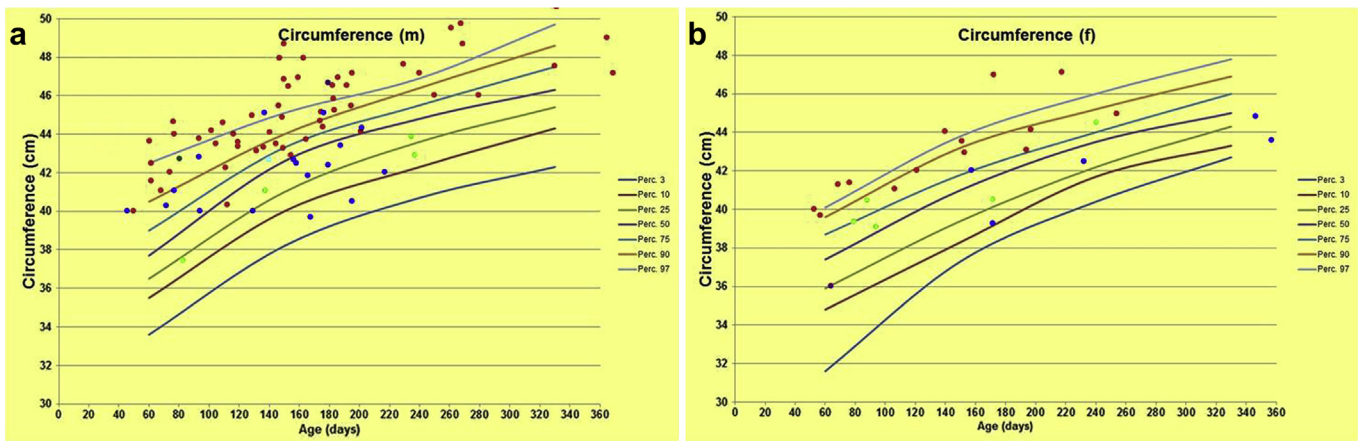 a
Circumference (m)
Circumference (cm)
50
48
46
44
42
40
38
36
34
32
30
0 20 40 60 80 100 120 140 160 180 200 220 240 260 280 300 320 340 360
Age (days)
Perc. 3
Perc. 10
Perc. 25
Perc. 50
Perc. 75
Perc. 90
Perc. 97
b
Circumference (f)
Circumference (cm)
50
48
46
44
42
40
38
36
34
32
30
0 20 40 60 80 100 120 140 160 180 200 220 240 260 280 300 320 340 360
Age (days)
Perc. 3
Perc. 10
Perc. 25
Perc. 50
Perc. 75
Perc. 90
Perc. 97